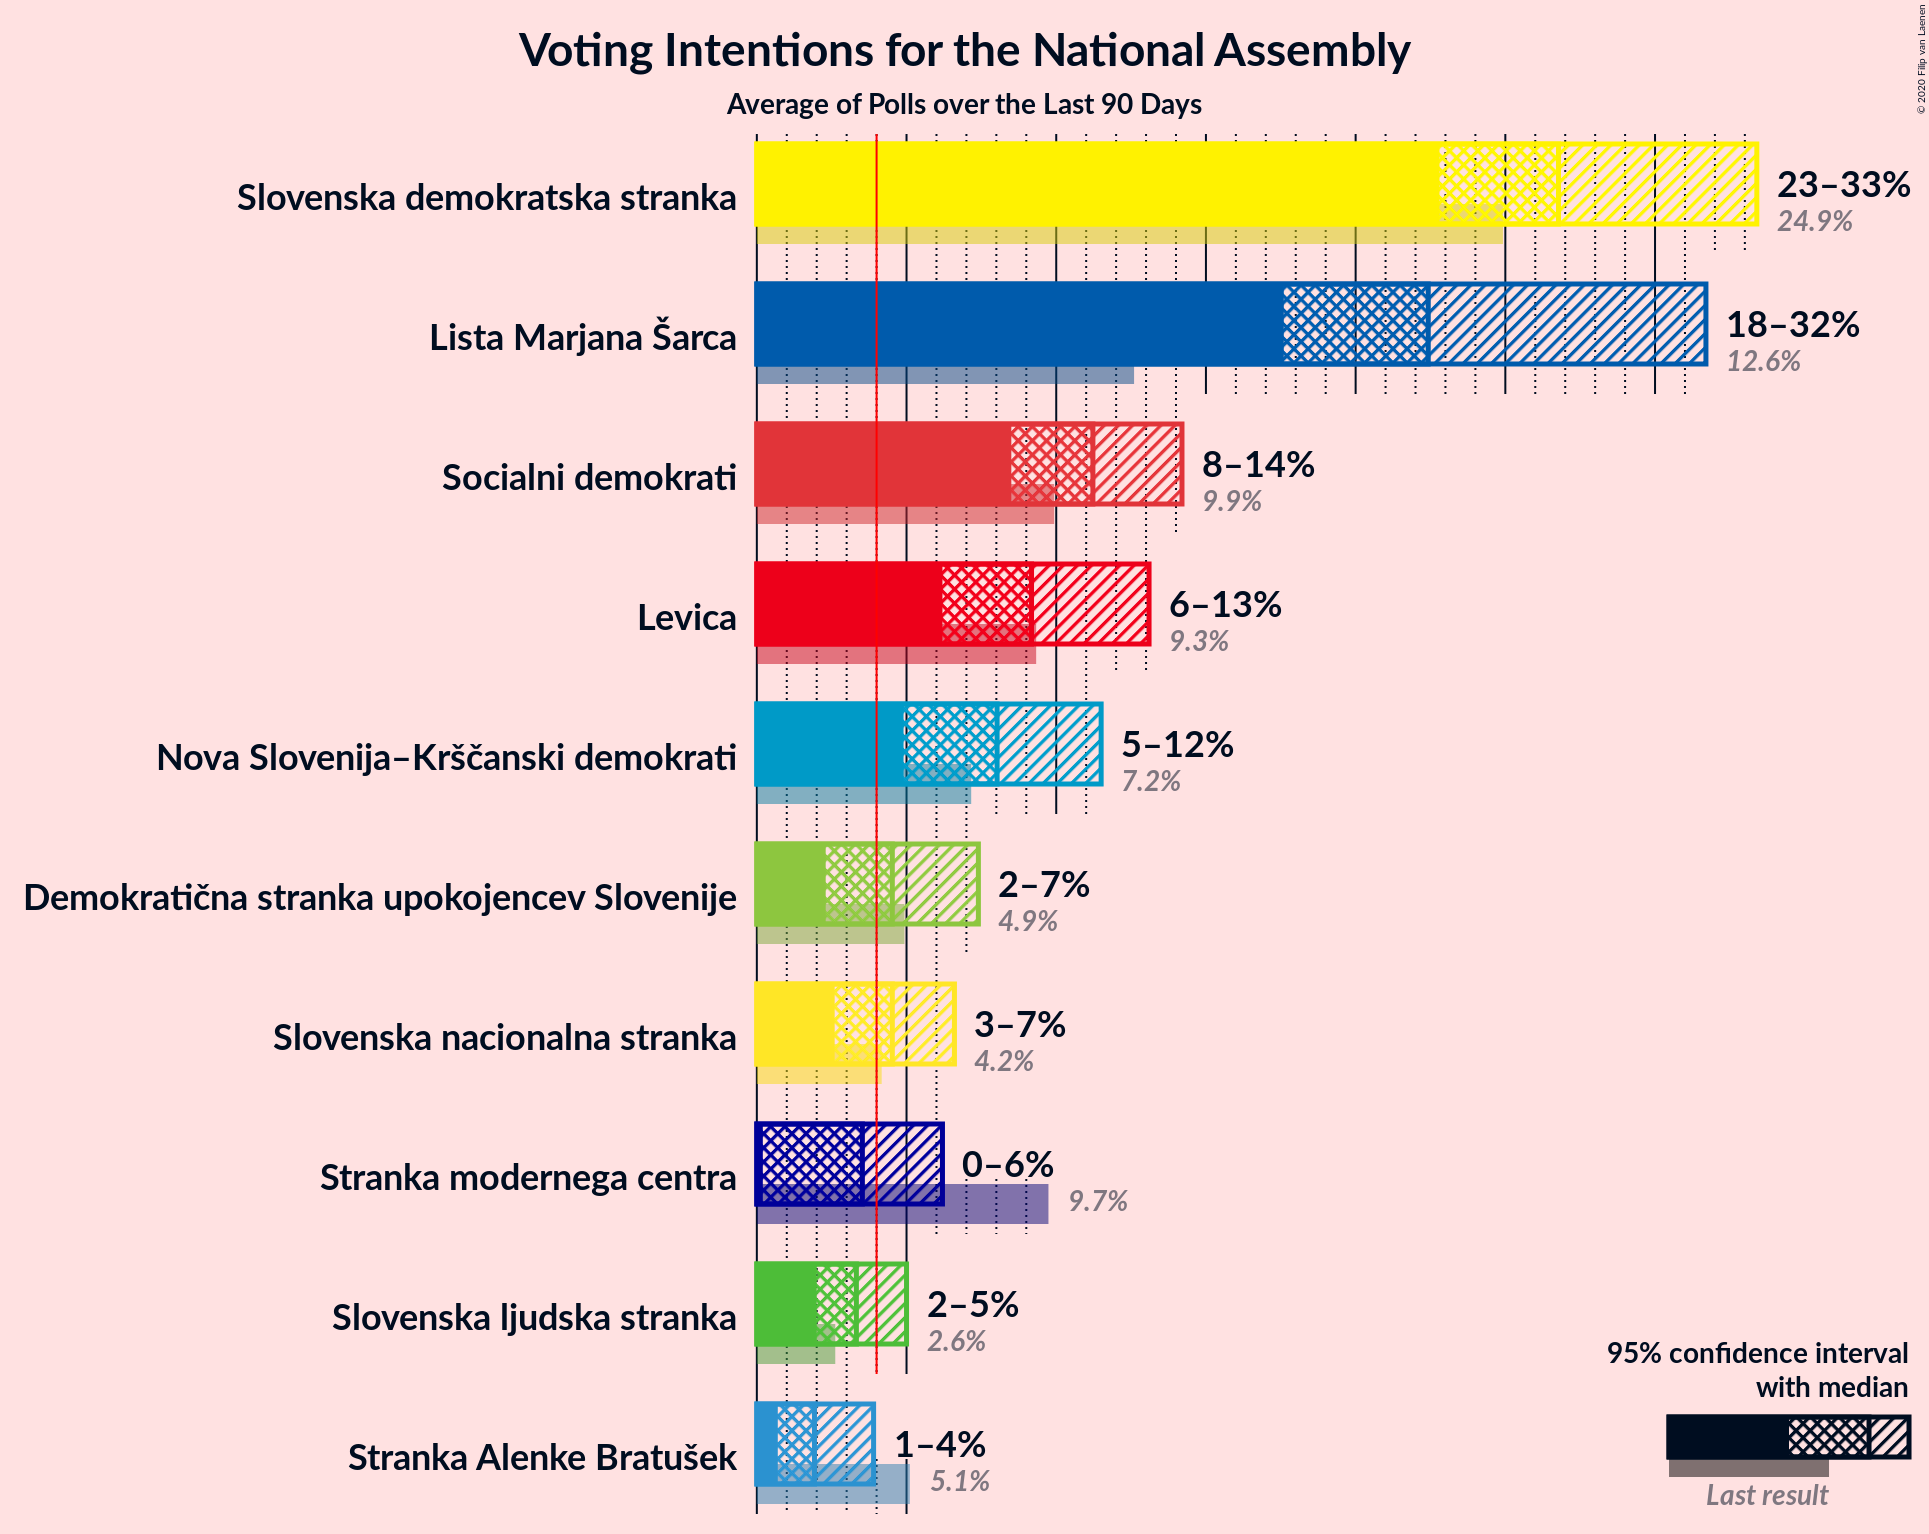 Voting Intentions for the National Assembly
Average of Polls over the Last 90 Days
© 2020 Filip van Laenen
Slovenska demokratska stranka
23–33%
24.9%
Lista Marjana Šarca
18–32%
12.6%
Socialni demokrati
8–14%
9.9%
Levica
6–13%
9.3%
Nova Slovenija–Krščanski demokrati
5–12%
7.2%
Demokratična stranka upokojencev Slovenije
2–7%
4.9%
Slovenska nacionalna stranka
3–7%
4.2%
Stranka modernega centra
0–6%
9.7%
Slovenska ljudska stranka
2–5%
2.6%
Stranka Alenke Bratušek
1–4%
5.1%
95% confidence interval
with median
Last result